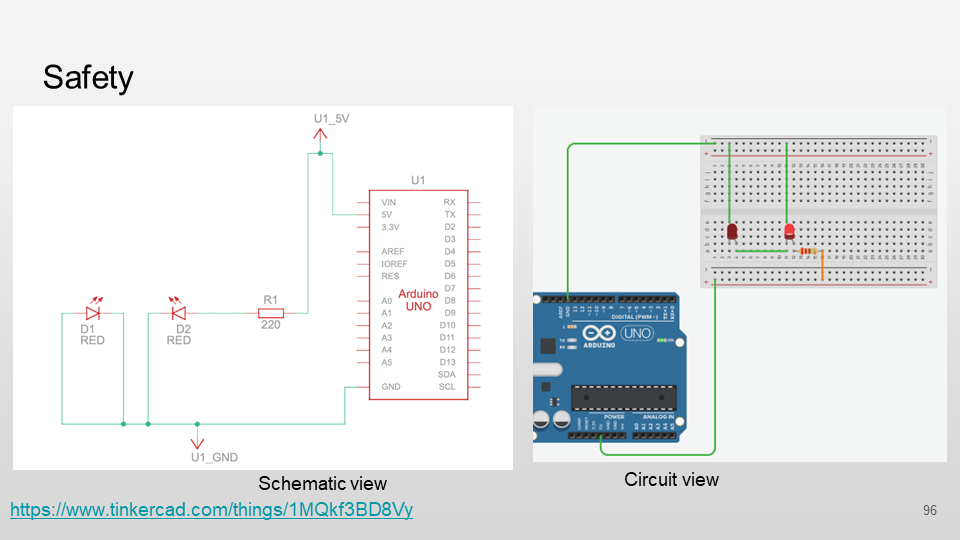 Safety
U1_5V
U1
VIN
5V
3.3V
AREF
IOREF
RES
A0
A1
A2
A3
A4
A5
GND
Arduino
UNO
RX
TX
D2
D3
D4
D5
D6
D7
D8
D9
D10
D11
D12
D13
SDA
SCL
D1
RED
D2
RED
R1
220
U1_GND
DIGITAL (PWM~)
UNO
ARDUINO
POWER
ANALOG IN
Schematic view
Circuit view
https://www.tinkercad.com/things/1MQkf3BD8Vy
96